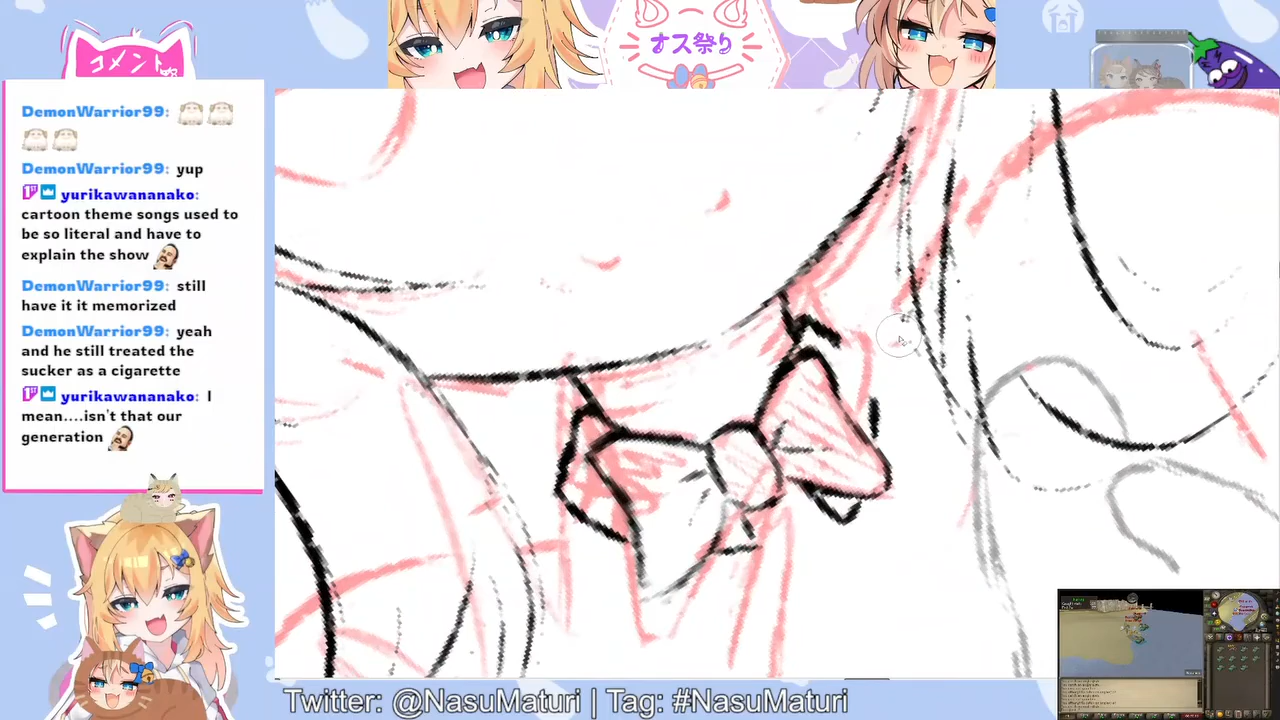 コメント
ナス祭り
DemonWarrior99:
DemonWarrior99: yup
yurikawananako:
cartoon theme songs used to
be so literal and have to
explain the show
DemonWarrior99: still
have it it memorized
DemonWarrior99: yeah
and he still treated the
sucker as a cigarette
yurikawananako: I
mean....isn't that our
generation
Twitter: @NasuMaturi | Tag: #NasuMaturi